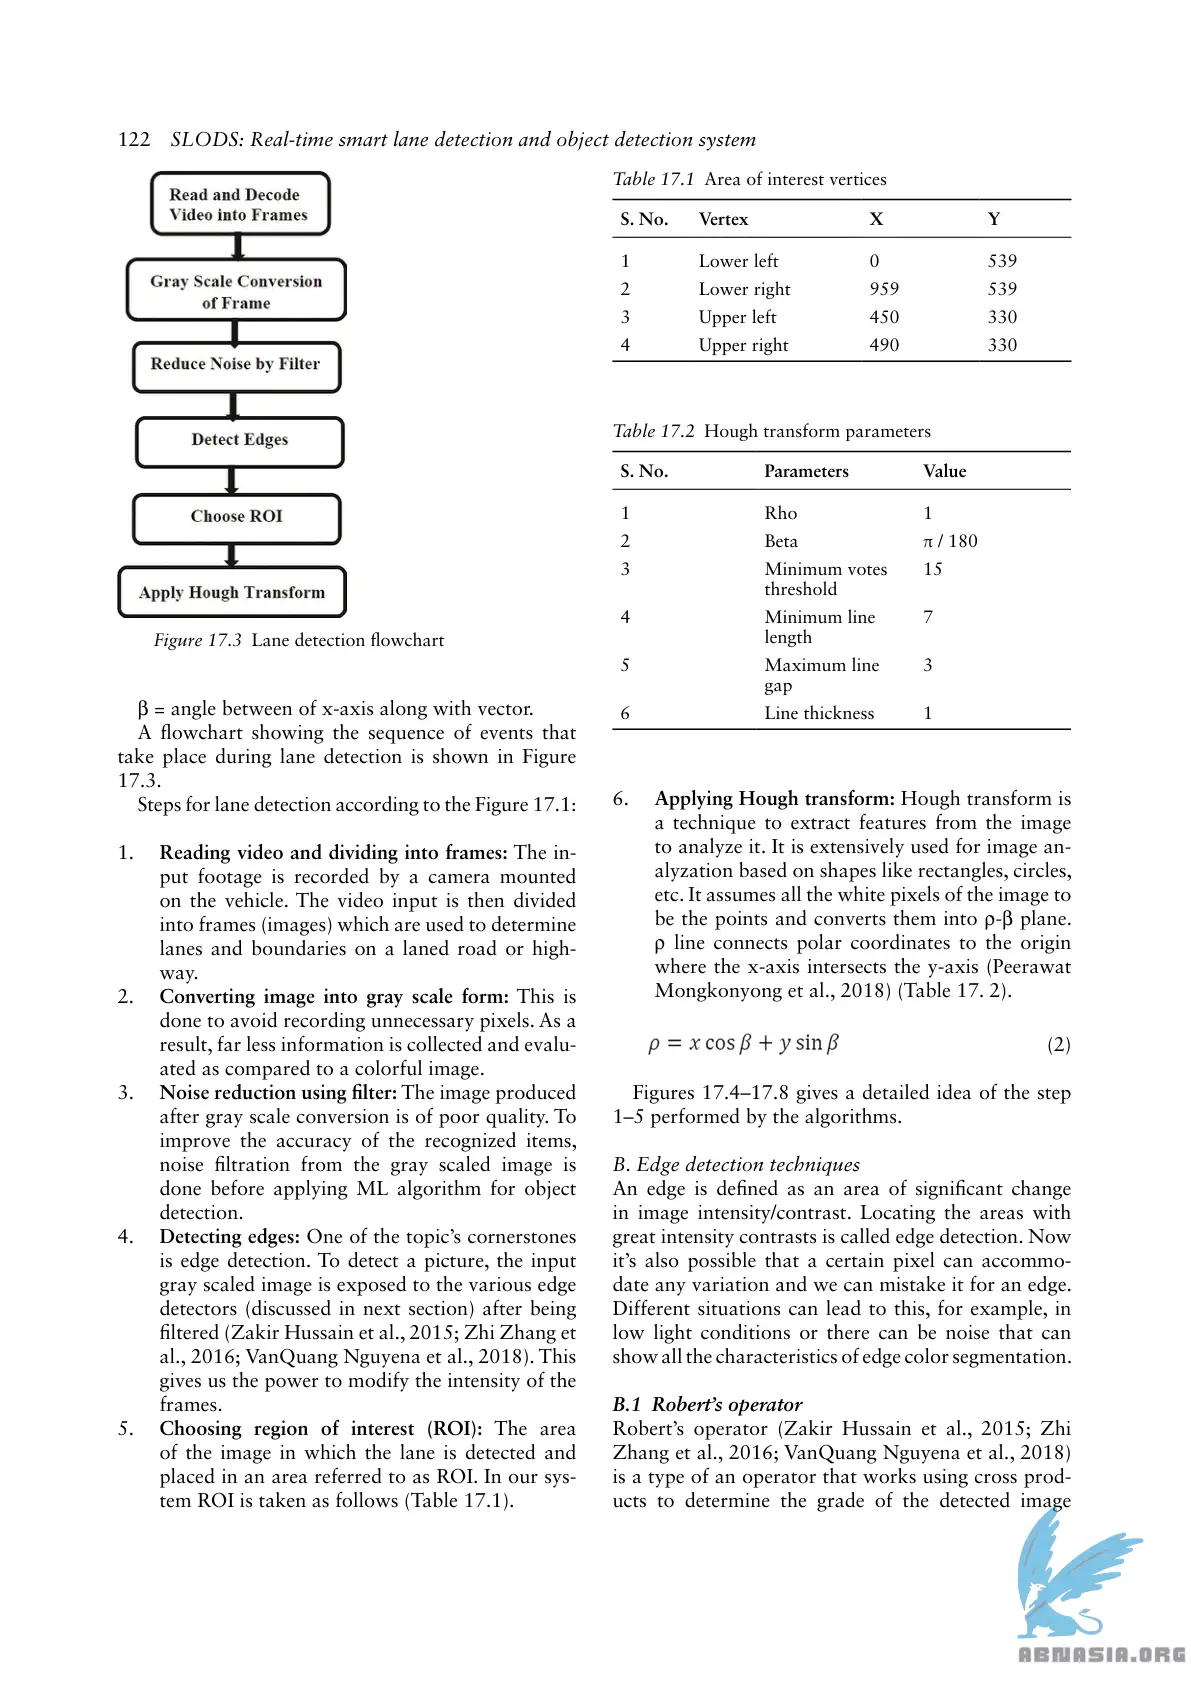 122 SLODS: Real-time smart lane detection and object detection system
Read and Decode
Video into Frames
Gray Scale Conversion
of Frame
Reduce Noise by Filter
Detect Edges
Choose ROI
Apply Hough Transform
Figure 17.3 Lane detection flowchart
β = angle between of x-axis along with vector.
A flowchart showing the sequence of events that
take place during lane detection is shown in Figure
17.3.
Steps for lane detection according to the Figure 17.1:
1. Reading video and dividing into frames: The in-
put footage is recorded by a camera mounted
on the vehicle. The video input is then divided
into frames (images) which are used to determine
lanes and boundaries on a laned road or high-
way.
2. Converting image into gray scale form: This is
done to avoid recording unnecessary pixels. As a
result, far less information is collected and evalu-
ated as compared to a colorful image.
3. Noise reduction using filter: The image produced
after gray scale conversion is of poor quality. To
improve the accuracy of the recognized items,
noise filtration from the gray scaled image is
done before applying ML algorithm for object
detection.
4. Detecting edges: One of the topic's cornerstones
is edge detection. To detect a picture, the input
gray scaled image is exposed to the various edge
detectors (discussed in next section) after being
filtered (Zakir Hussain et al., 2015; Zhi Zhang et
al., 2016; VanQuang Nguyena et al., 2018). This
gives us the power to modify the intensity of the
frames.
5. Choosing region of interest (ROI): The area
of the image in which the lane is detected and
placed in an area referred to as ROI. In our sys-
tem ROI is taken as follows (Table 17.1).
Table 17.1 Area of interest vertices
S. No. Vertex X Y
1 Lower left 0 539
2 Lower right 959 539
3 Upper left 450 330
4 Upper right 490 330
Table 17.2 Hough transform parameters
S. No. Parameters Value
1 Rho 1
2 Beta π / 180
3 Minimum votes 15
threshold
4 Minimum line 7
length
5 Maximum line 3
gap
6 Line thickness 1
6. Applying Hough transform: Hough transform is
a technique to extract features from the image
to analyze it. It is extensively used for image an-
alyzation based on shapes like rectangles, circles,
etc. It assumes all the white pixels of the image to
be the points and converts them into ρ-β plane.
ρ line connects polar coordinates to the origin
where the x-axis intersects the y-axis (Peerawat
Mongkonyong et al., 2018) (Table 17. 2).
ρ = x cos β + y sin β (2)
Figures 17.4–17.8 gives a detailed idea of the step
1–5 performed by the algorithms.
B. Edge detection techniques
An edge is defined as an area of significant change
in image intensity/contrast. Locating the areas with
great intensity contrasts is called edge detection. Now
it's also possible that a certain pixel can accommo-
date any variation and we can mistake it for an edge.
Different situations can lead to this, for example, in
low light conditions or there can be noise that can
show all the characteristics of edge color segmentation.
B.1 Robert's operator
Robert's operator (Zakir Hussain et al., 2015; Zhi
Zhang et al., 2016; VanQuang Nguyena et al., 2018)
is a type of an operator that works using cross prod-
ucts to determine the grade of the detected image
ABNASIA.ORG